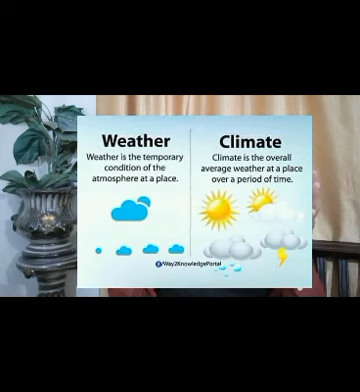 Weather
Weather is the temporary
condition of the
atmosphere at a place.
Climate
Climate is the overall
average weather at a place
over a period of time.
/Way2KnowledgePortal